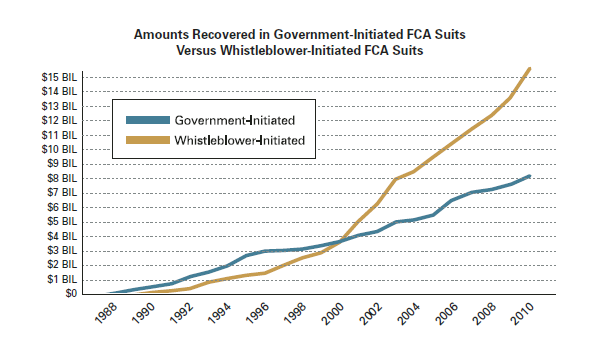 Amounts Recovered in Government-Initiated FCA Suits
Versus Whistleblower-Initiated FCA Suits
$15 BIL
$14 BIL
$13 BIL
$12 BIL
$11 BIL
$10 BIL
$9 BIL
$8 BIL
$7 BIL
$6 BIL
$5 BIL
$4 BIL
$3 BIL
$2 BIL
$1 BIL
$0
Government-Initiated
Whistleblower-Initiated
1988 1990 1992 1994 1996 1998 2000 2002 2004 2006 2008 2010